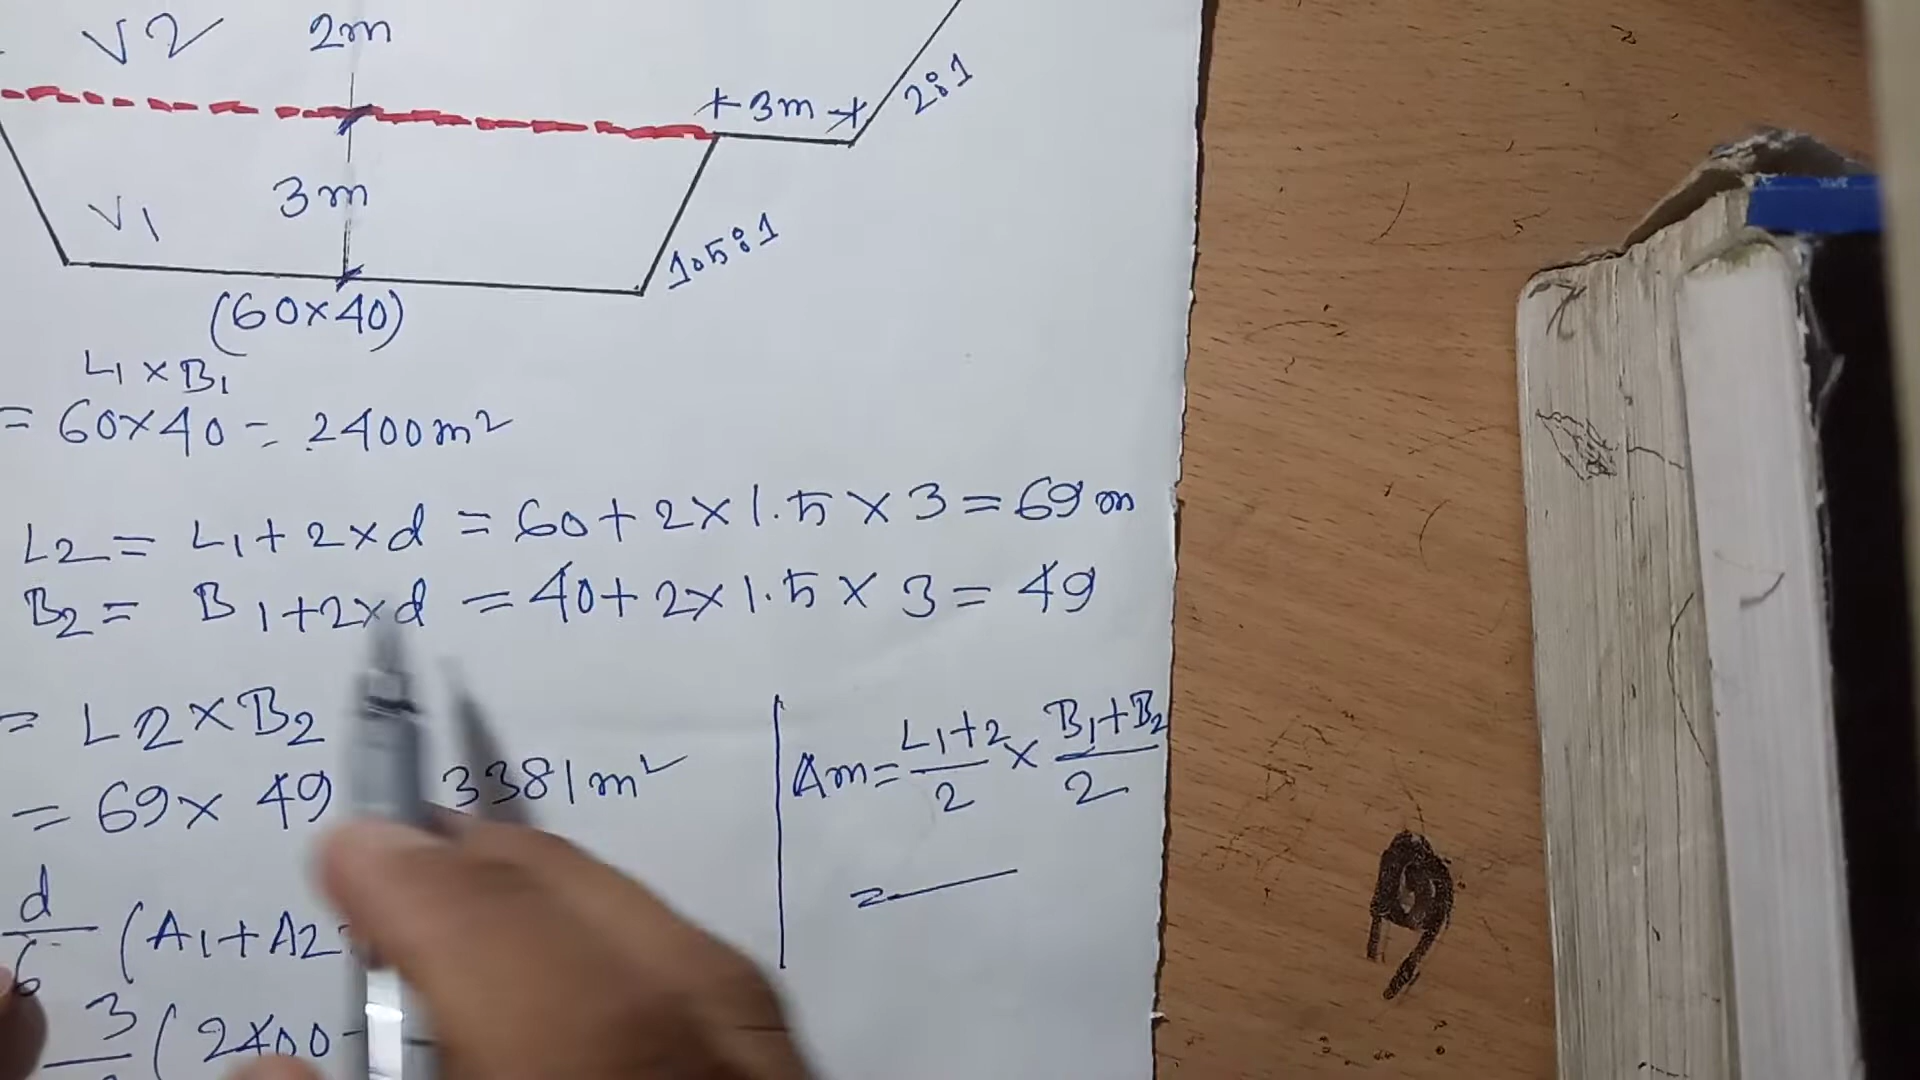 V2 2m
3m
2:1
V1 3m
1.5:1
(60×40)
L1 × B1
= 60×40 = 2400m²
L2 = L1 + 2×d = 60 + 2×1.5 × 3 = 69 m
B2 = B1 + 2×d = 40 + 2×1.5 × 3 = 49
= L2 × B2
= 69 × 49 3381 m²
Am = L1+2/2 × B1+B2/2
=
d/6 (A1+A2
3 (2400